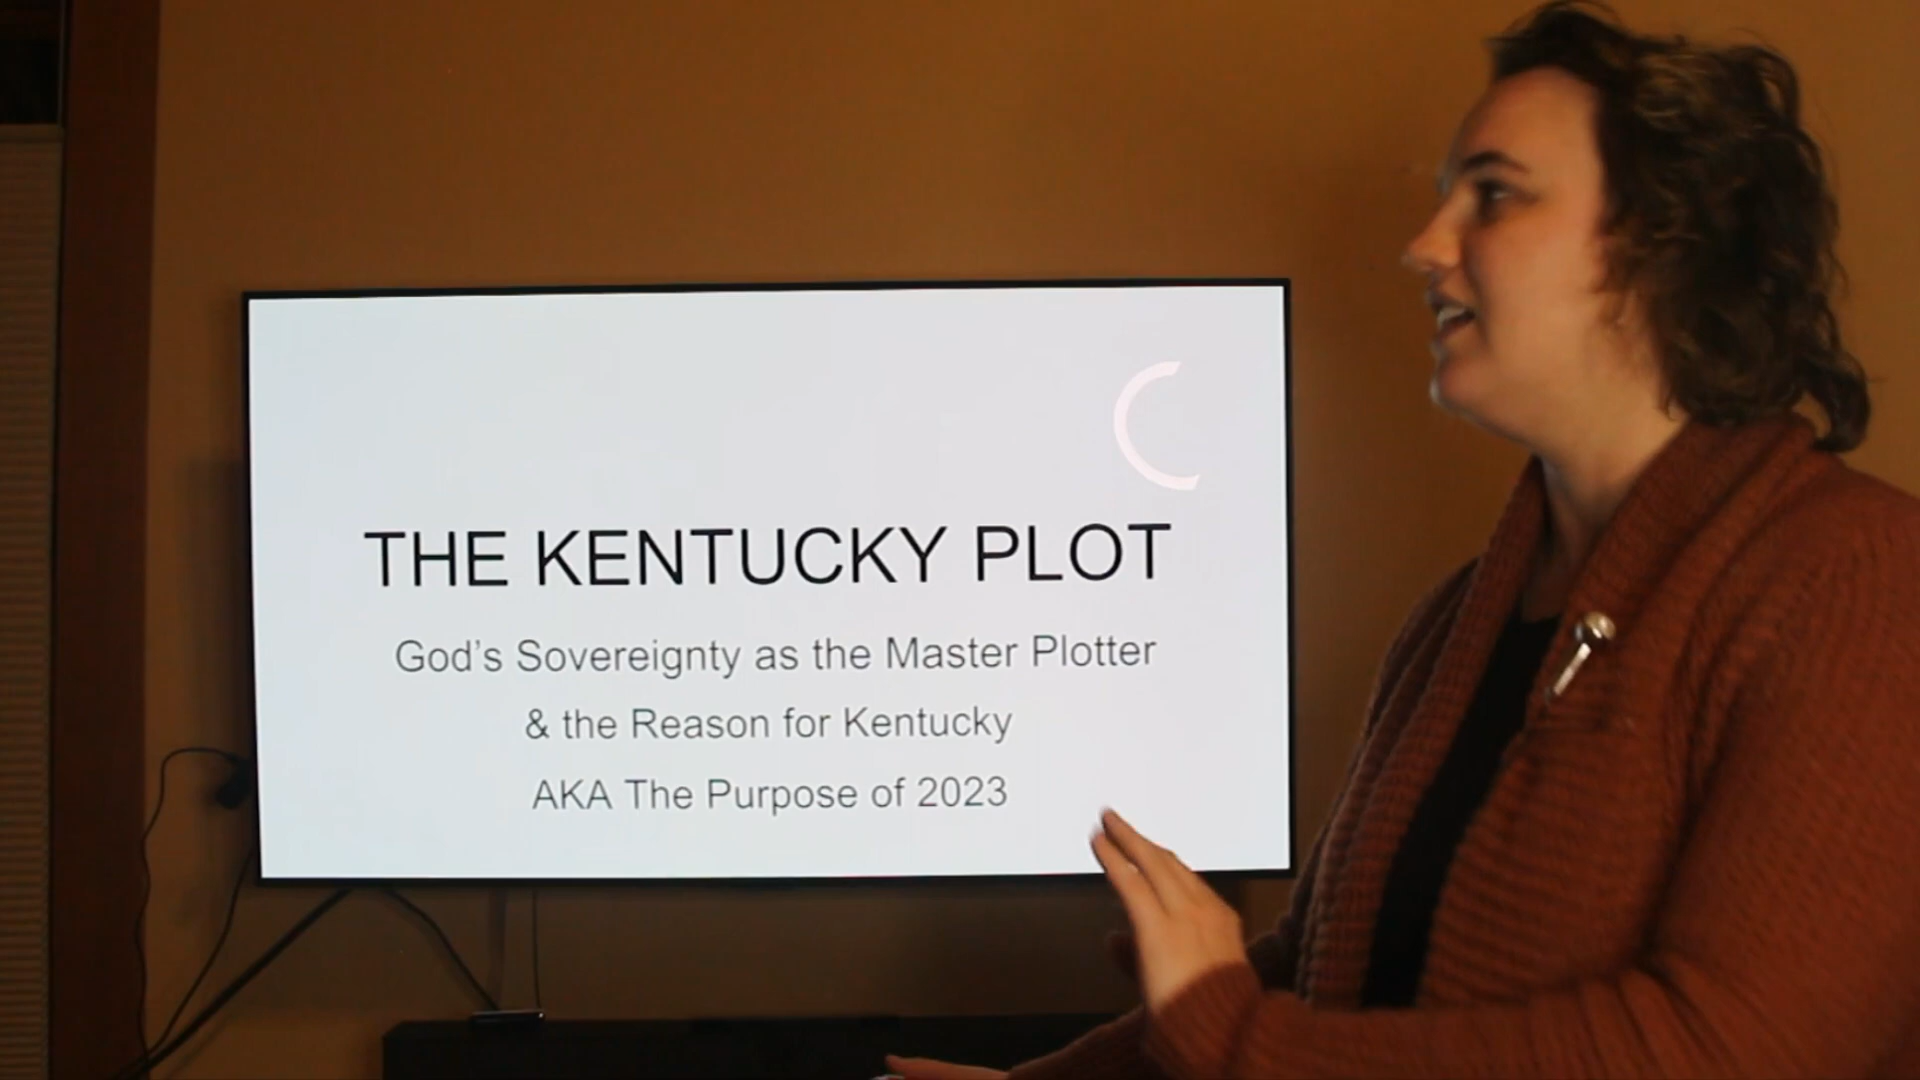 THE KENTUCKY PLOT
God's Sovereignty as the Master Plotter
& the Reason for Kentucky
AKA The Purpose of 2023